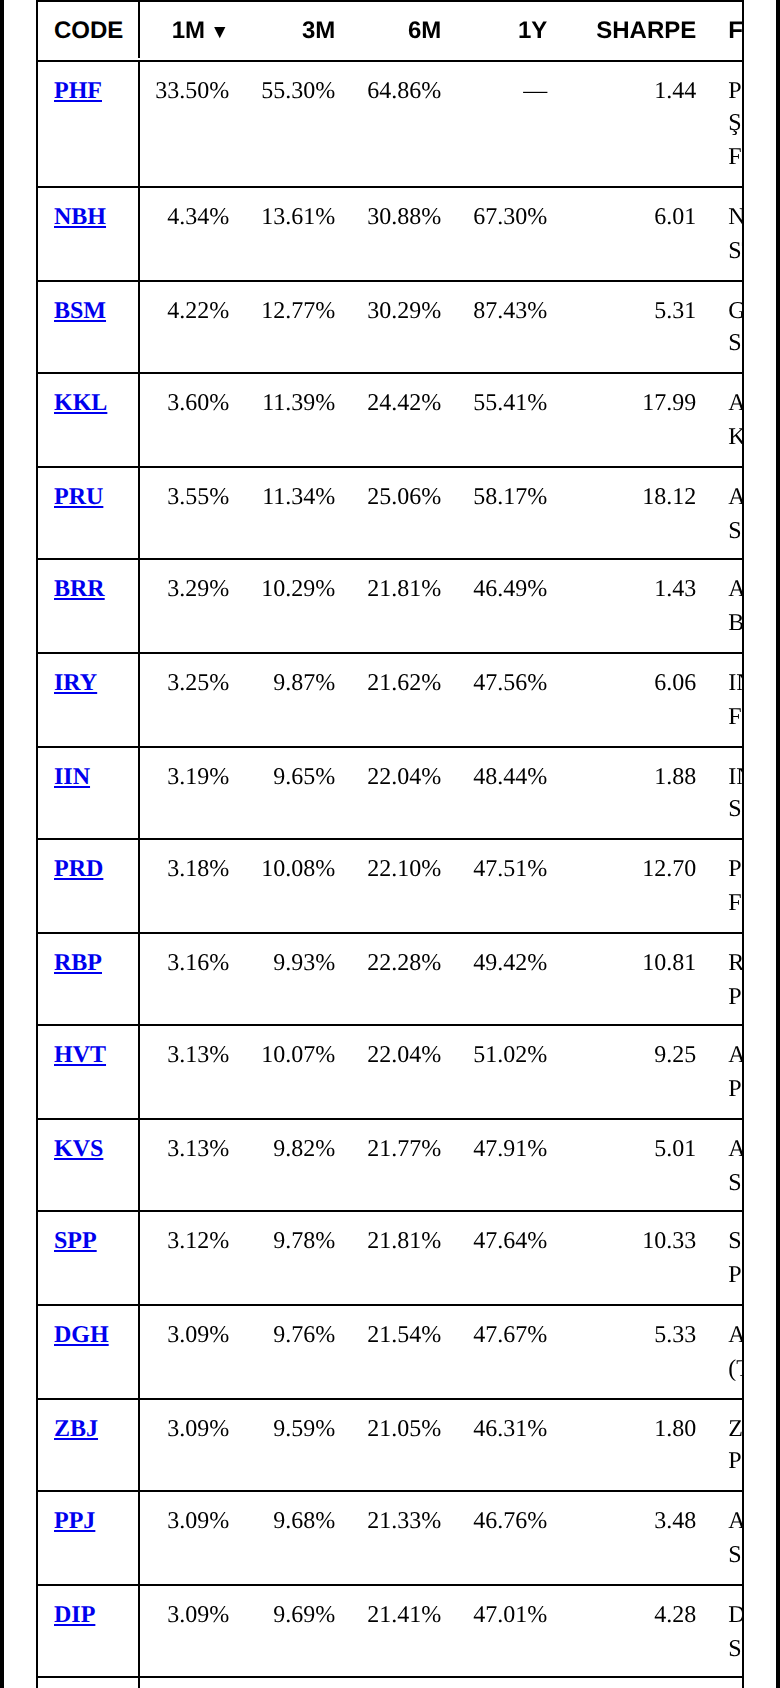 CODE 1M ▼ 3M 6M 1Y SHARPE F
PHF 33.50% 55.30% 64.86% — 1.44 P
Ş
F
NBH 4.34% 13.61% 30.88% 67.30% 6.01 N
S
BSM 4.22% 12.77% 30.29% 87.43% 5.31 G
S
KKL 3.60% 11.39% 24.42% 55.41% 17.99 A
K
PRU 3.55% 11.34% 25.06% 58.17% 18.12 A
S
BRR 3.29% 10.29% 21.81% 46.49% 1.43 A
B
IRY 3.25% 9.87% 21.62% 47.56% 6.06 IN
F
IIN 3.19% 9.65% 22.04% 48.44% 1.88 IN
S
PRD 3.18% 10.08% 22.10% 47.51% 12.70 P
F
RBP 3.16% 9.93% 22.28% 49.42% 10.81 R
P
HVT 3.13% 10.07% 22.04% 51.02% 9.25 A
P
KVS 3.13% 9.82% 21.77% 47.91% 5.01 A
S
SPP 3.12% 9.78% 21.81% 47.64% 10.33 S
P
DGH 3.09% 9.76% 21.54% 47.67% 5.33 A
(T
ZBJ 3.09% 9.59% 21.05% 46.31% 1.80 Z
P
PPJ 3.09% 9.68% 21.33% 46.76% 3.48 A
S
DIP 3.09% 9.69% 21.41% 47.01% 4.28 D
S